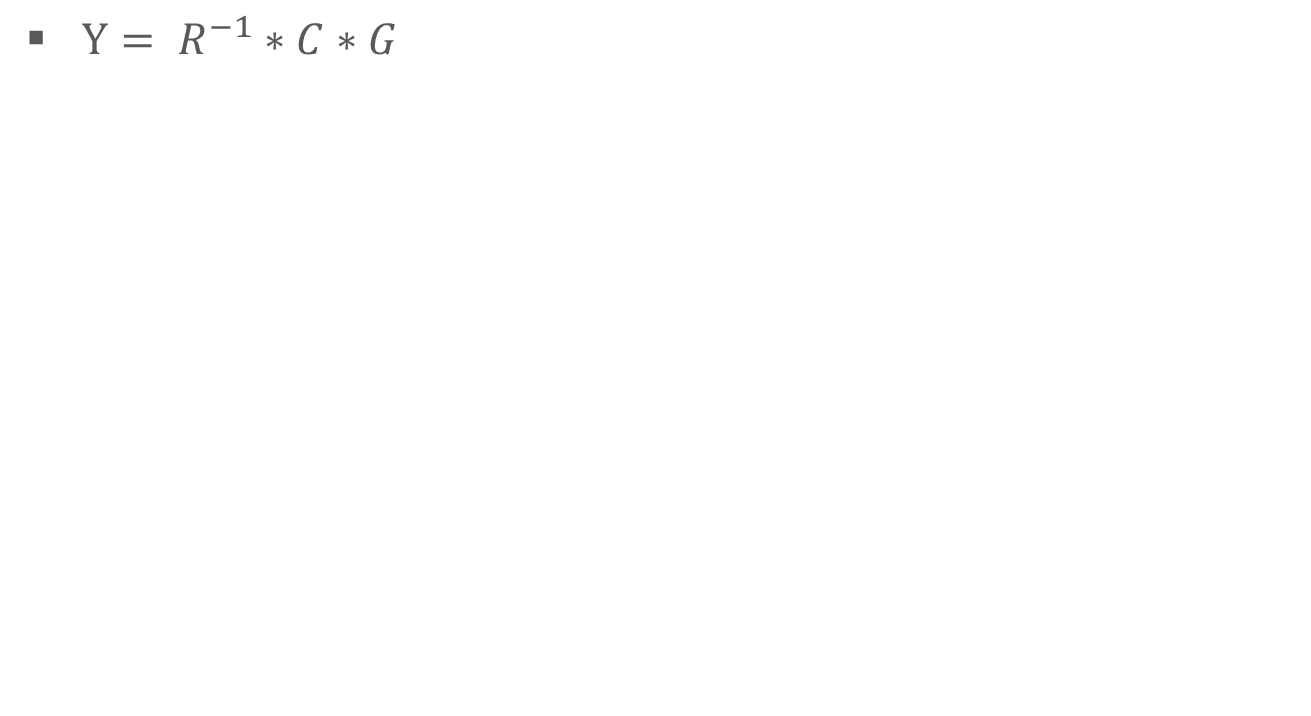 ▪ Y = R⁻¹ * C * G